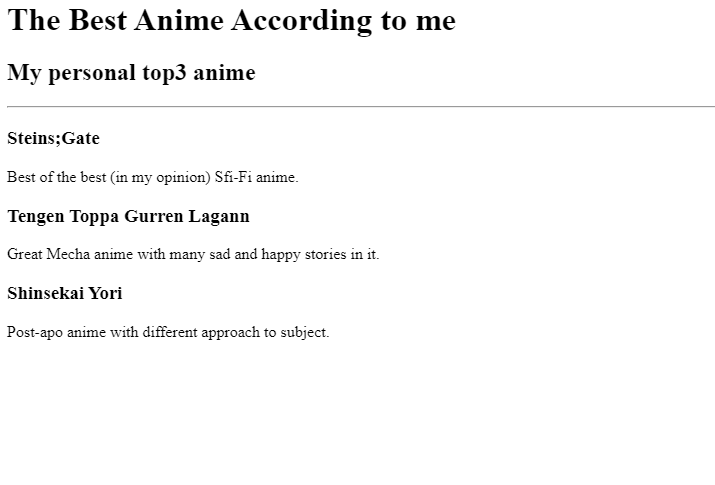 The Best Anime According to me
My personal top3 anime
Steins;Gate
Best of the best (in my opinion) Sfi-Fi anime.
Tengen Toppa Gurren Lagann
Great Mecha anime with many sad and happy stories in it.
Shinsekai Yori
Post-apo anime with different approach to subject.